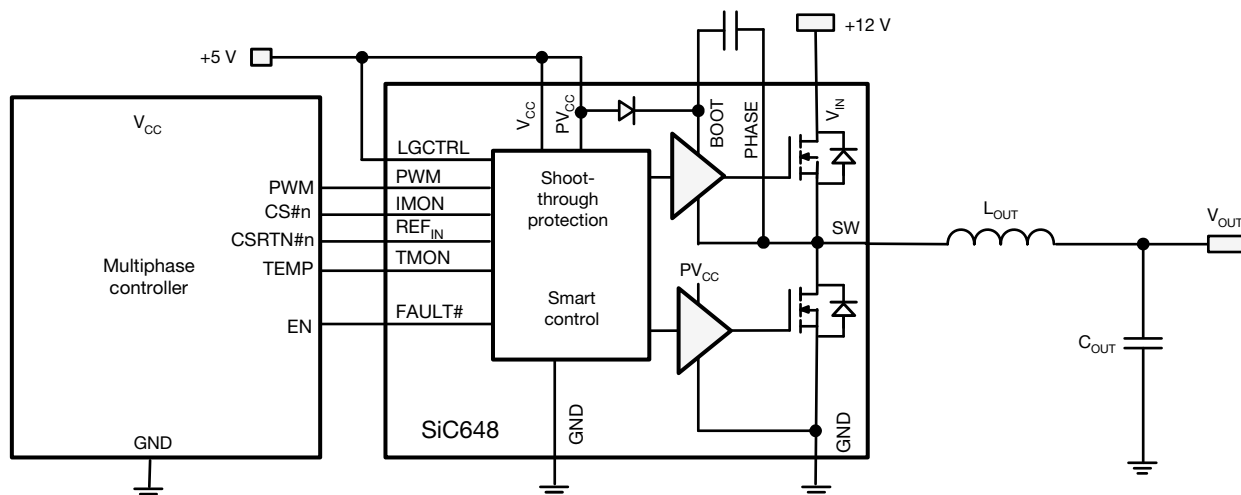 +12 V
+5 V
V_CC
V_CC
PV_CC
BOOT
PHASE
V_IN
LGCTRL
PWM
PWM
CS#n
IMON
CSRTN#n
REF_IN
TEMP
TMON
EN
FAULT#
Multiphase
controller
Shoot-
through
protection
Smart
control
PV_CC
SW
L_OUT
V_OUT
C_OUT
GND
SiC648
GND
GND